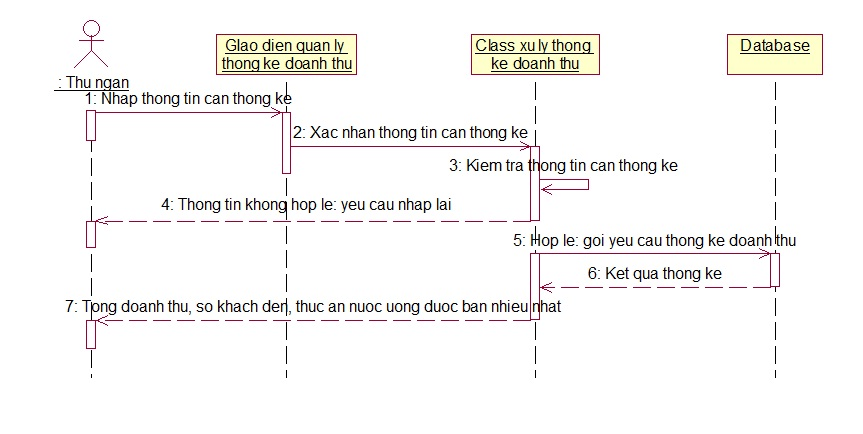 GIao dien quan ly
thong ke doanh thu
Class xu ly thong
ke doanh thu
Database
: Thu ngan
1: Nhap thong tin can thong ke
2: Xac nhan thong tin can thong ke
3: Kiem tra thong tin can thong ke
4: Thong tin khong hop le: yeu cau nhap lai
5: Hop le: goi yeu cau thong ke doanh thu
6: Ket qua thong ke
7: Tong doanh thu, so khach den, thuc an nuoc uong duoc ban nhieu nhat